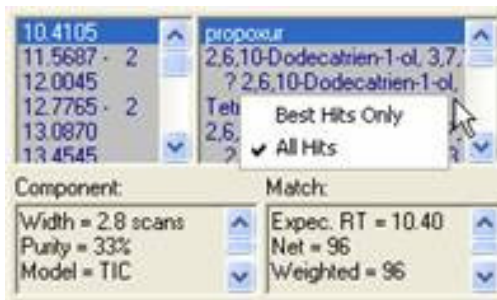 10.4105
propoxur
11.5687 - 2
2,6,10-Dodecatrien-1-ol, 3,7,
12.0045
? 2,6,10-Dodecatrien-1-ol,
12.7765 - 2
13.0870
2,6,
13.4545
Best Hits Only
✔ All Hits
Component:
Match:
Width = 2.8 scans
Purity = 33%
Model = TIC
Expec. RT = 10.40
Net = 96
Weighted = 96